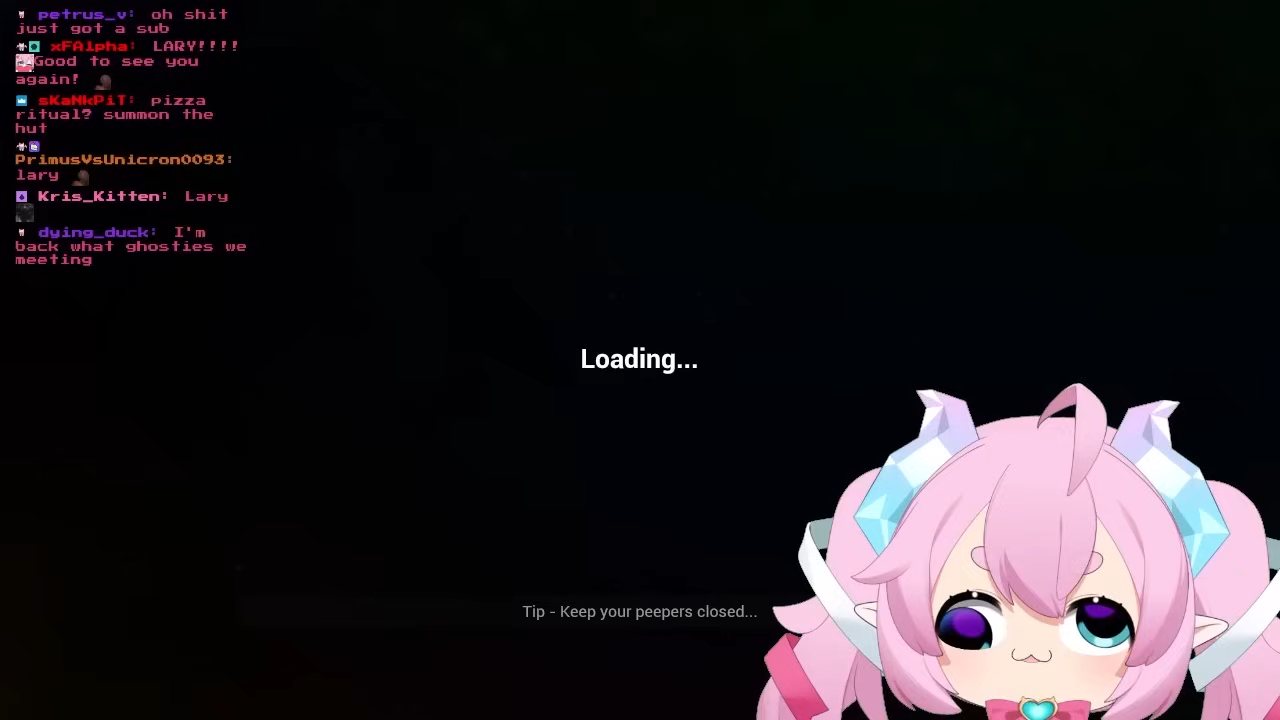 petrus_v: oh shit
just got a sub
xFAlpha: LARY!!!!
Good to see you
again!
sKaNkPiT: pizza
ritual? summon the
hut
PrimusVsUnicron0093:
lary
Kris_Kitten: Lary
dying_duck: I'm
back what ghosties we
meeting
Loading...
Tip - Keep your peepers closed...